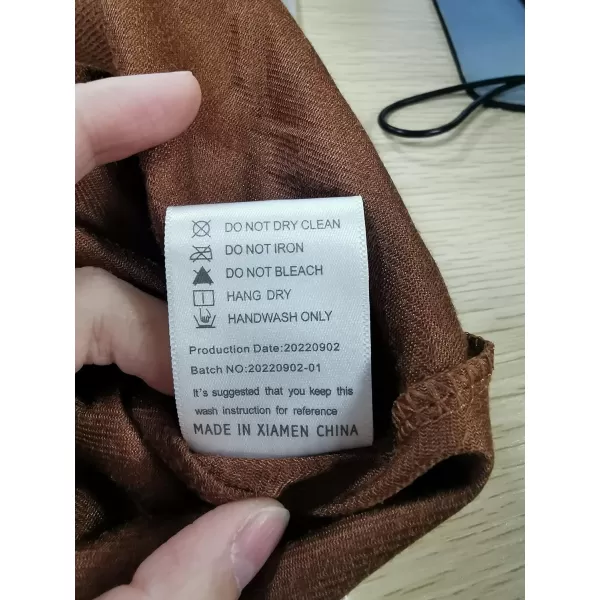 DO NOT DRY CLEAN
DO NOT IRON
DO NOT BLEACH
HANG DRY
HANDWASH ONLY
Production Date:20220902
Batch NO:20220902-01
It's suggested that you keep this
wash instruction for reference
MADE IN XIAMEN CHINA